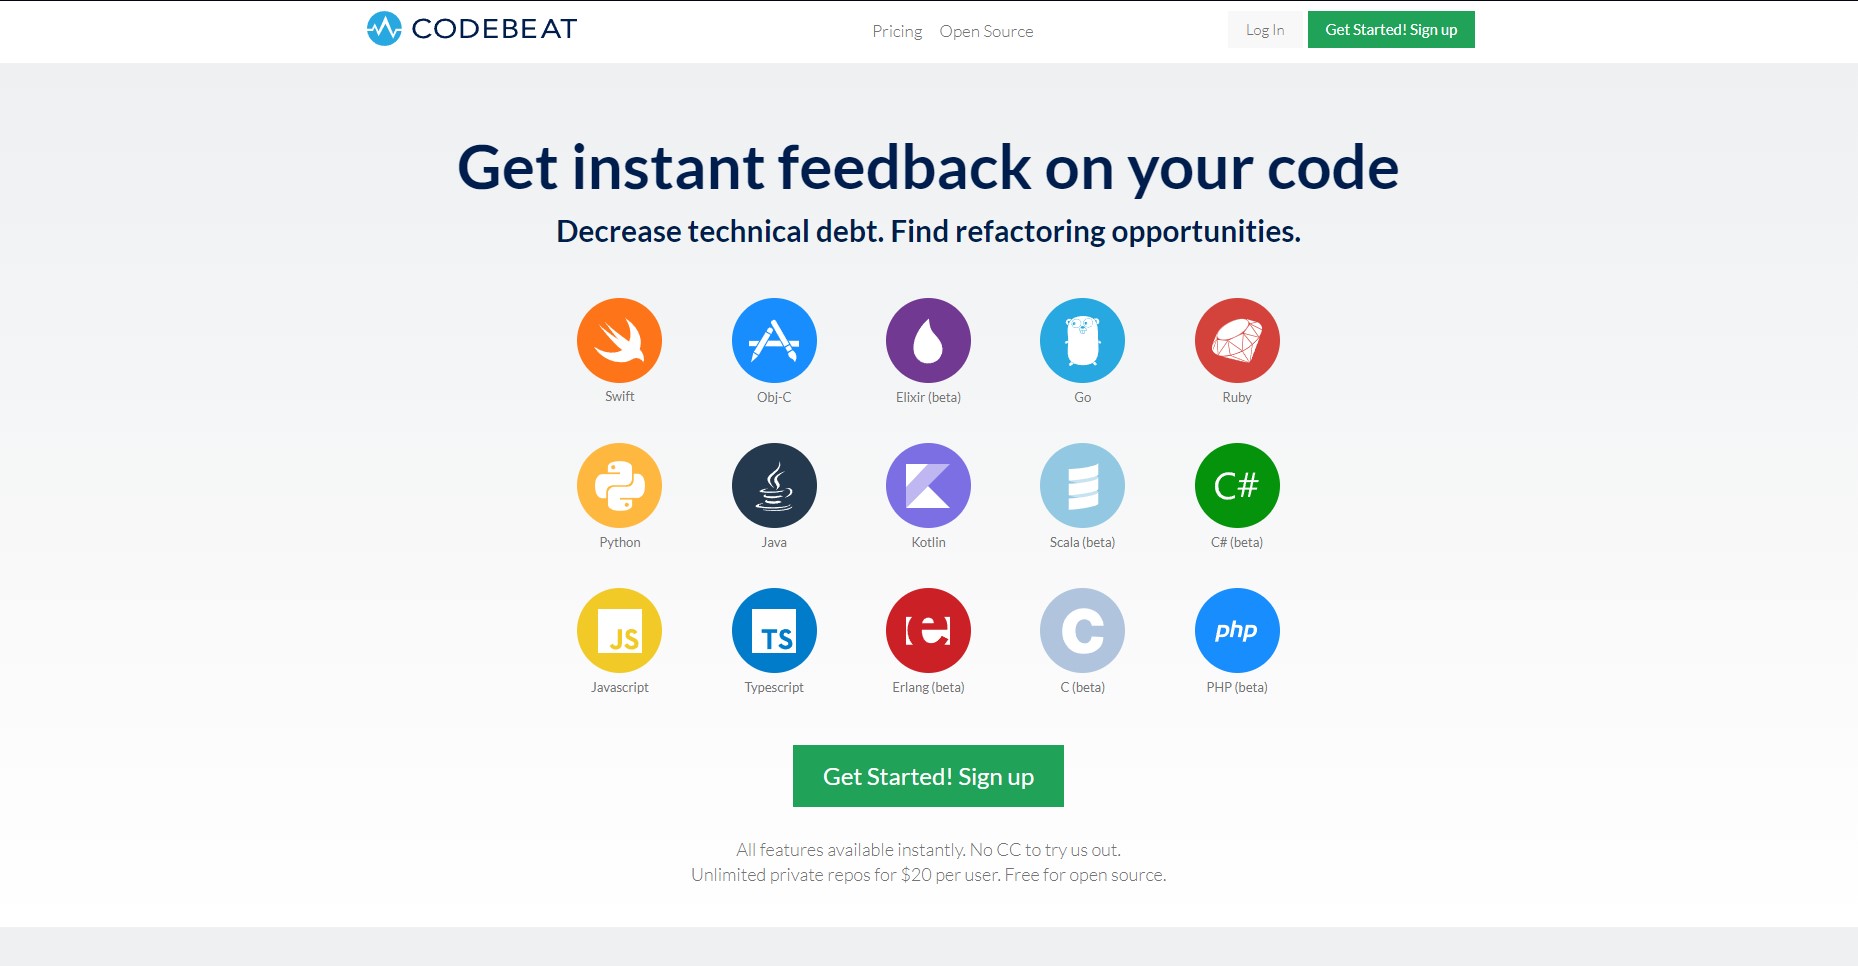 CODEBEAT
Pricing Open Source
Log In Get Started! Sign up
Get instant feedback on your code
Decrease technical debt. Find refactoring opportunities.
Swift Obj-C Elixir (beta) Go Ruby
C#
Python Java Kotlin Scala (beta) C# (beta)
JS TS e C php
Javascript Typescript Erlang (beta) C (beta) PHP (beta)
Get Started! Sign up
All features available instantly. No CC to try us out.
Unlimited private repos for $20 per user. Free for open source.